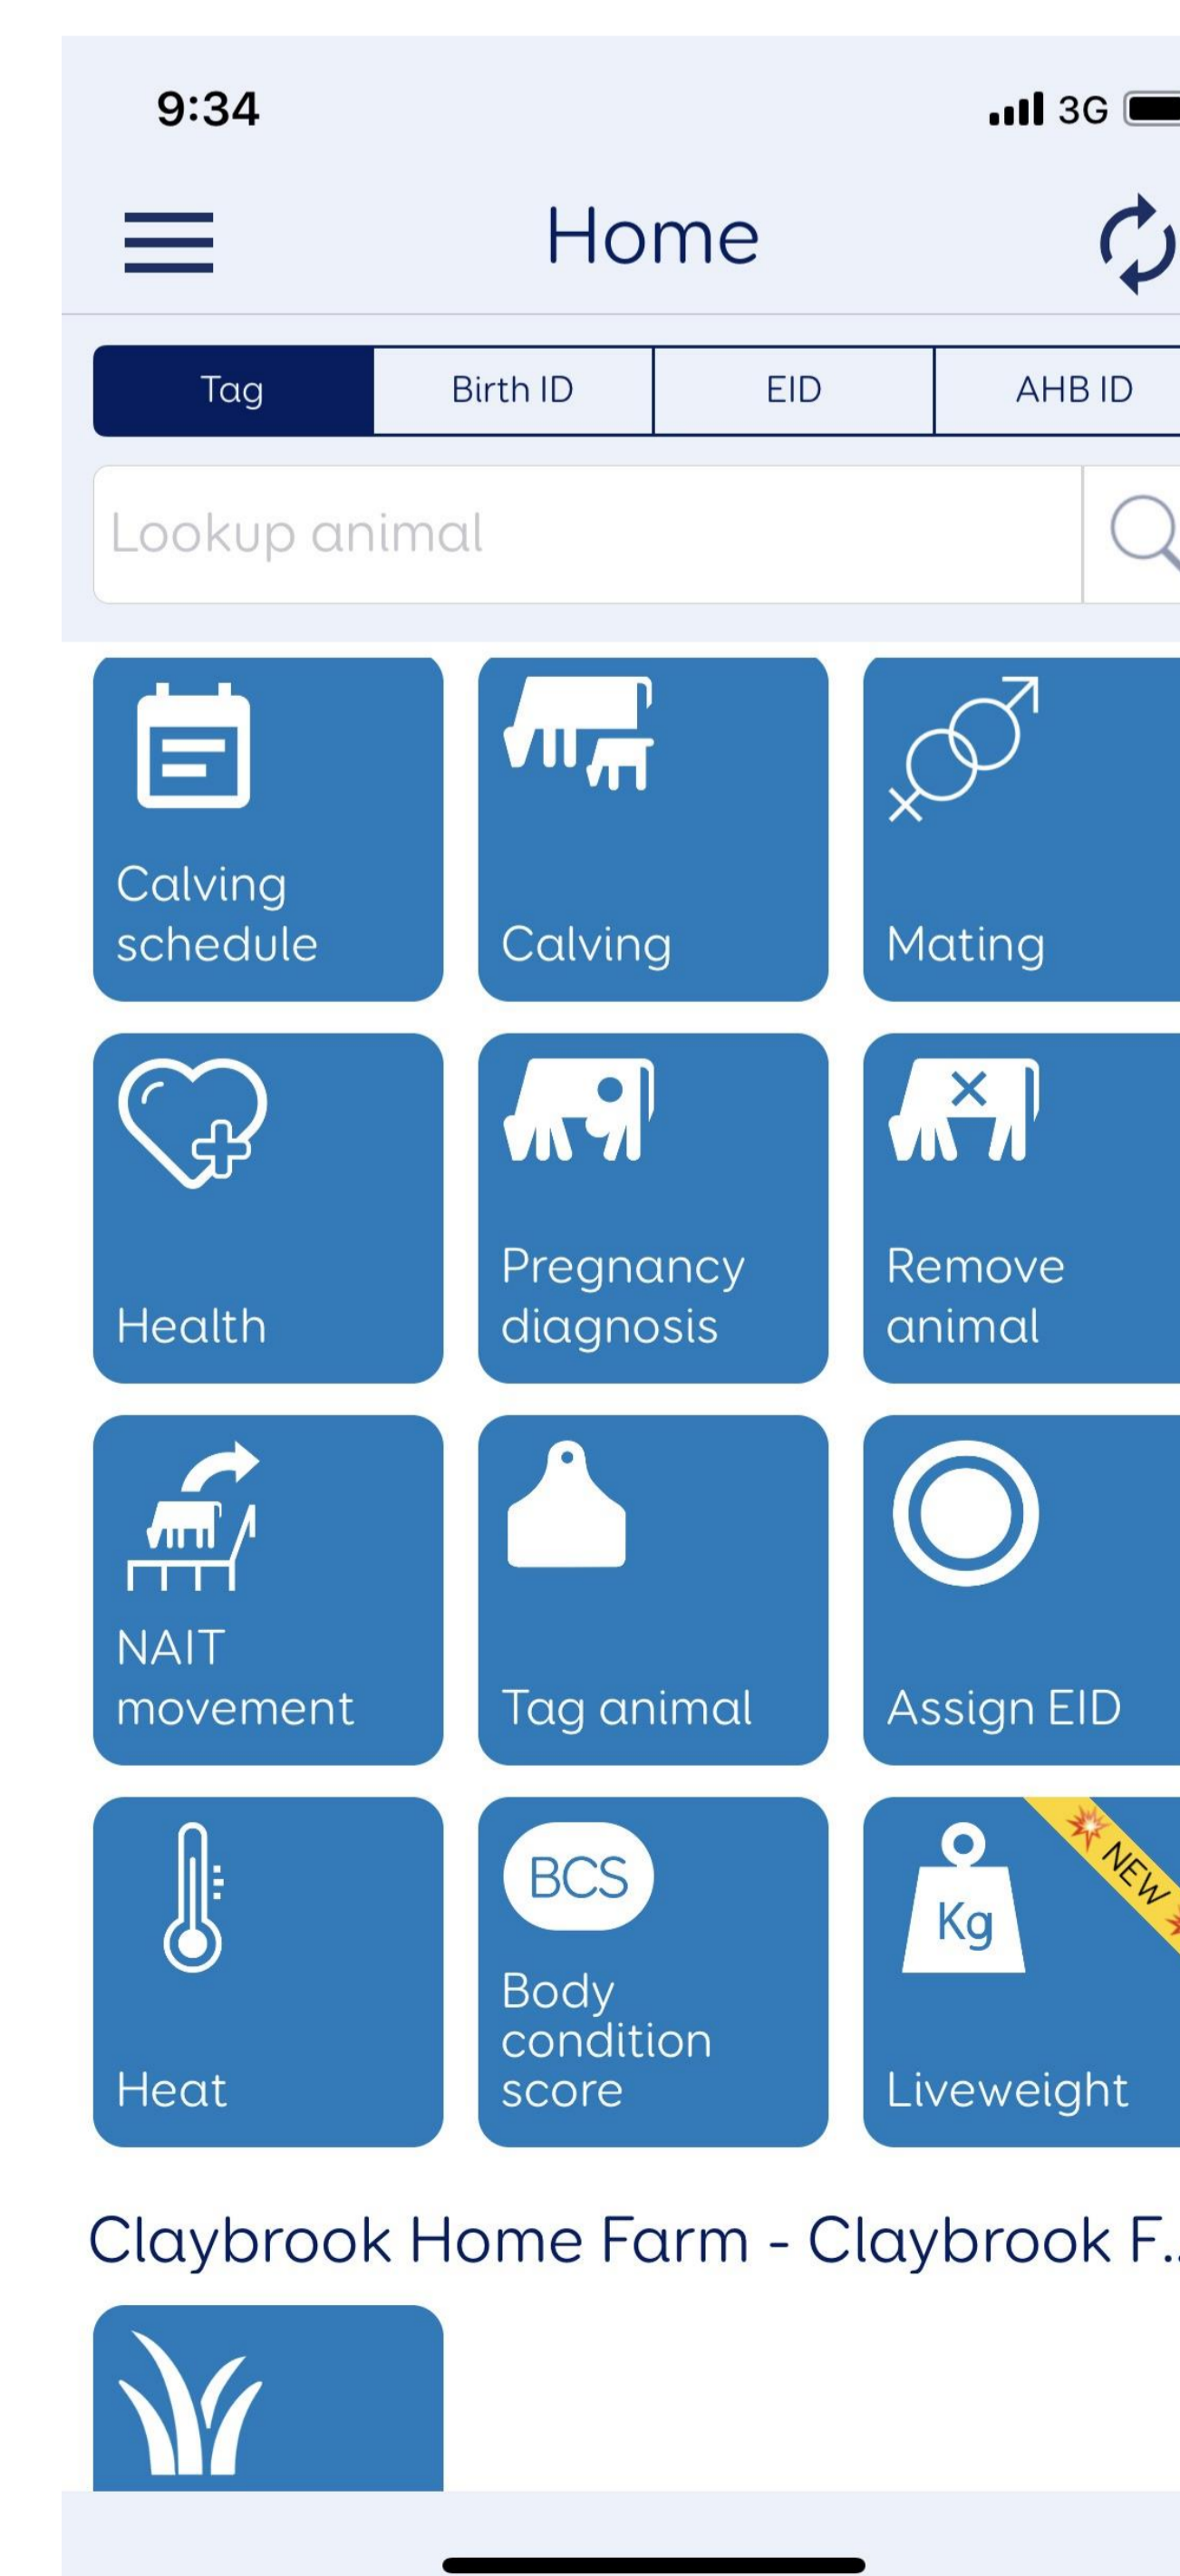 9:34 3G
Home
Tag Birth ID EID AHB ID
Lookup animal
Calving
schedule
Calving
Mating
Health
Pregnancy
diagnosis
Remove
animal
NAIT
movement
Tag animal
Assign EID
Heat
BCS
Body
condition
score
NEW
Kg
Liveweight
Claybrook Home Farm - Claybrook F..